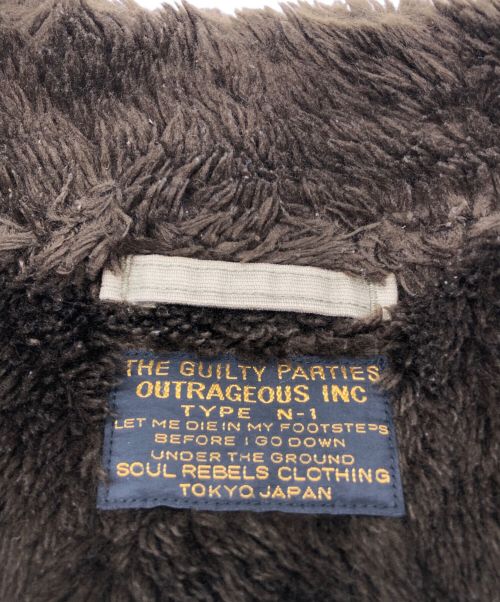 THE GUILTY PARTIES
OUTRAGEOUS INC
TYPE N-1
LET ME DIE IN MY FOOTSTEPS
BEFORE I GO DOWN
UNDER THE GROUND
SOUL REBELS CLOTHING
TOKYO, JAPAN